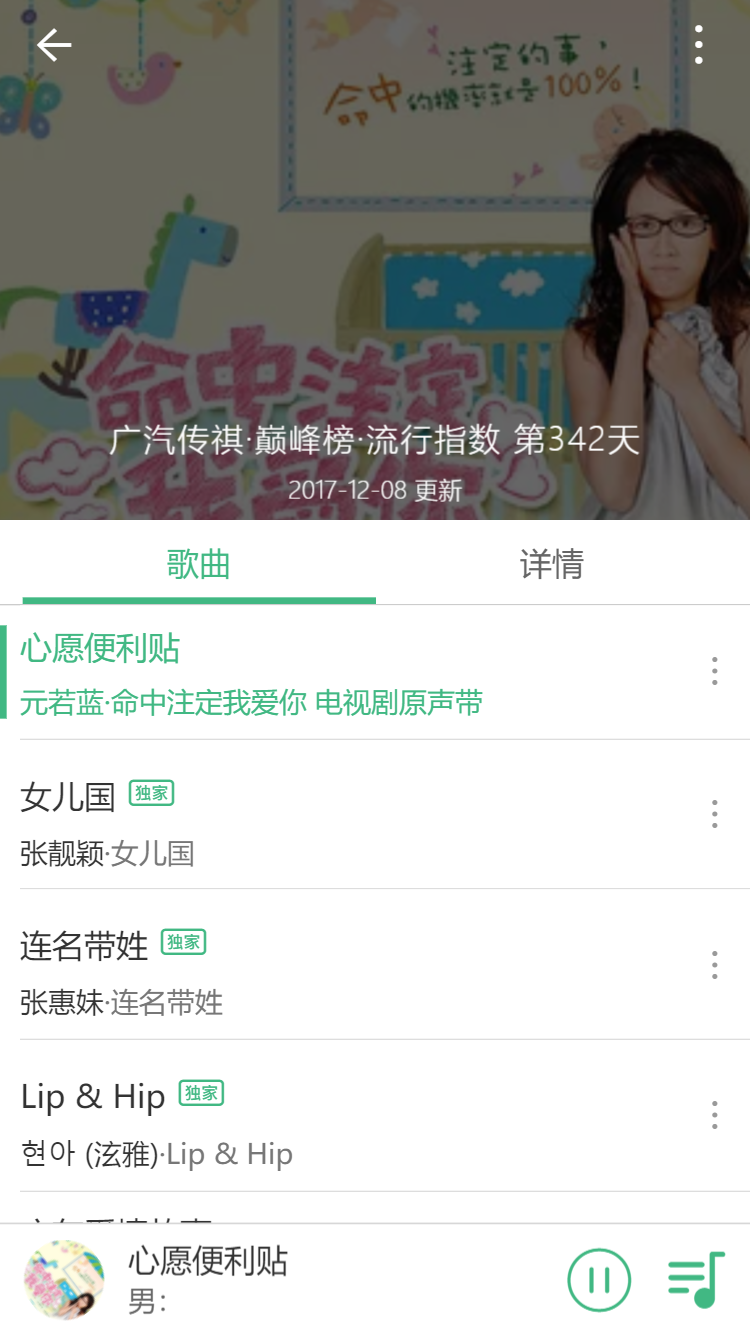 注定的事，
命中的機率就是100%！
命中注定
我爱你
广汽传祺·巅峰榜·流行指数 第342天
2017-12-08 更新
歌曲
详情
心愿便利贴
元若蓝·命中注定我爱你 电视剧原声带
女儿国 独家
张靓颖·女儿国
连名带姓 独家
张惠妹·连名带姓
Lip & Hip 独家
현아 (泫雅)·Lip & Hip
心愿便利贴
男：